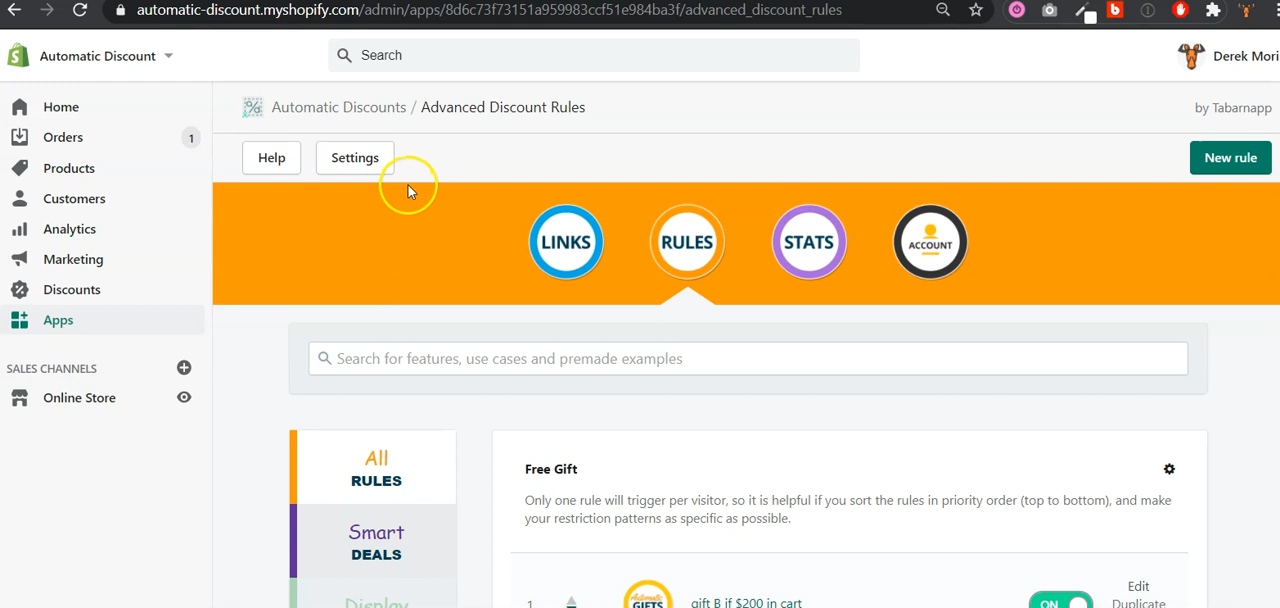 automatic-discount.myshopify.com/admin/apps/8d6c73f73151a959983ccf51e984ba3f/advanced_discount_rules
Automatic Discount
Search
Derek Mori
Home
Orders
1
Products
Customers
Analytics
Marketing
Discounts
Apps
SALES CHANNELS
Online Store
Automatic Discounts / Advanced Discount Rules
by Tabarnapp
Help
Settings
New rule
LINKS
RULES
STATS
ACCOUNT
Search for features, use cases and premade examples
All
RULES
Smart
DEALS
Display
Free Gift
Only one rule will trigger per visitor, so it is helpful if you sort the rules in priority order (top to bottom), and make
your restriction patterns as specific as possible.
1
Automatic
GIFTS
gift B if $200 in cart
ON
Edit
Duplicate